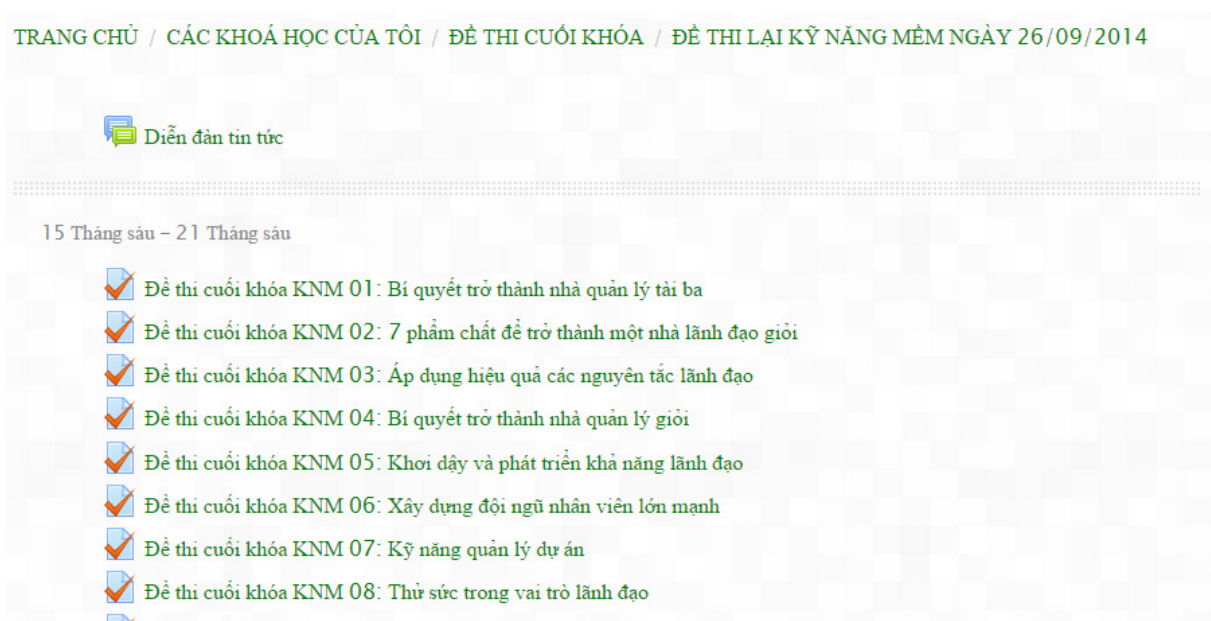 TRANG CHỦ / CÁC KHOÁ HỌC CỦA TÔI / ĐỀ THI CUỐI KHÓA / ĐỀ THI LẠI KỸ NĂNG MỀM NGÀY 26/09/2014
Diễn đàn tin tức
15 Tháng sáu – 21 Tháng sáu
Đề thi cuối khóa KNM 01: Bí quyết trở thành nhà quản lý tài ba
Đề thi cuối khóa KNM 02: 7 phẩm chất để trở thành một nhà lãnh đạo giỏi
Đề thi cuối khóa KNM 03: Áp dụng hiệu quả các nguyên tắc lãnh đạo
Đề thi cuối khóa KNM 04: Bí quyết trở thành nhà quản lý giỏi
Đề thi cuối khóa KNM 05: Khơi dậy và phát triển khả năng lãnh đạo
Đề thi cuối khóa KNM 06: Xây dựng đội ngũ nhân viên lớn mạnh
Đề thi cuối khóa KNM 07: Kỹ năng quản lý dự án
Đề thi cuối khóa KNM 08: Thử sức trong vai trò lãnh đạo